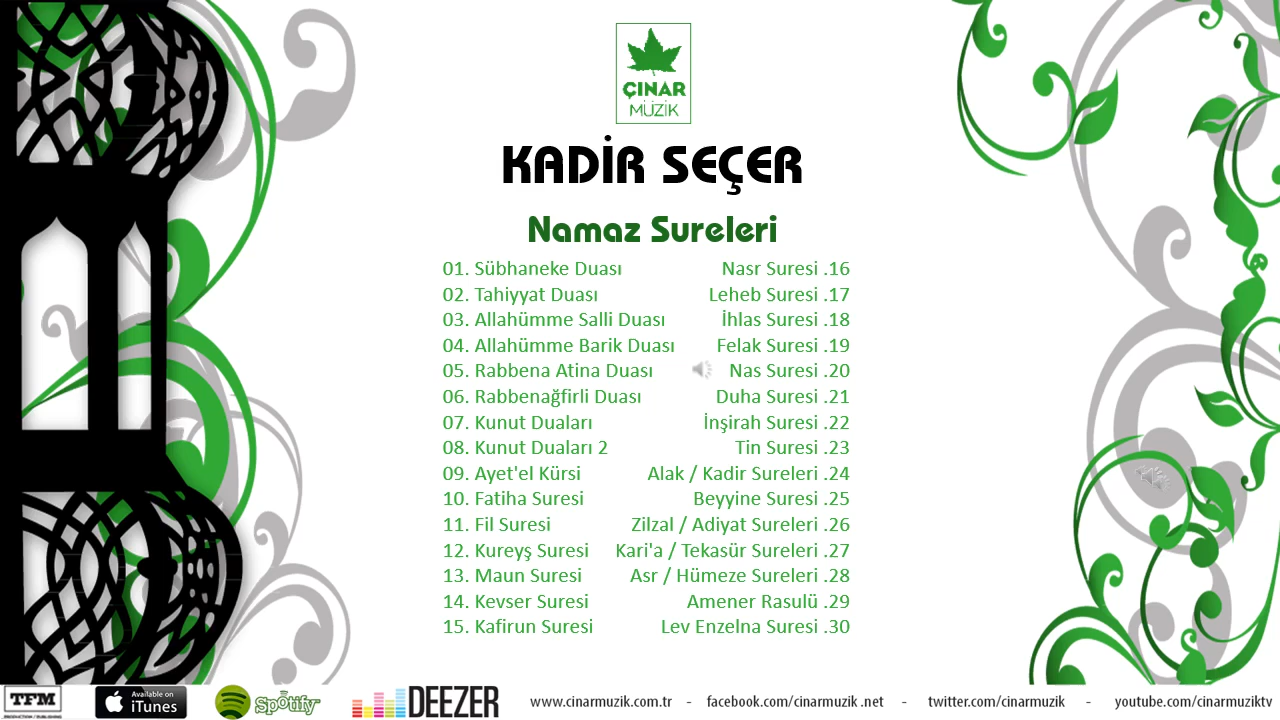 ÇINAR
MÜZİK
KADİR SEÇER
Namaz Sureleri
01. Sübhaneke Duası
02. Tahiyyat Duası
03. Allahümme Salli Duası
04. Allahümme Barik Duası
05. Rabbena Atina Duası
06. Rabbenağfirli Duası
07. Kunut Duaları
08. Kunut Duaları 2
09. Ayet'el Kürsi
10. Fatiha Suresi
11. Fil Suresi
12. Kureyş Suresi
13. Maun Suresi
14. Kevser Suresi
15. Kafirun Suresi
Nasr Suresi .16
Leheb Suresi .17
İhlas Suresi .18
Felak Suresi .19
Nas Suresi .20
Duha Suresi .21
İnşirah Suresi .22
Tin Suresi .23
Alak / Kadir Sureleri .24
Beyyine Suresi .25
Zilzal / Adiyat Sureleri .26
Kari'a / Tekasür Sureleri .27
Asr / Hümeze Sureleri .28
Amener Rasulü .29
Lev Enzelna Suresi .30
TFM
Available on
iTunes
Spotify
DEEZER
www.cinarmuzik.com.tr - facebook.com/cinarmuzik.net - twitter.com/cinarmuzik - youtube.com/cinarmuziktv